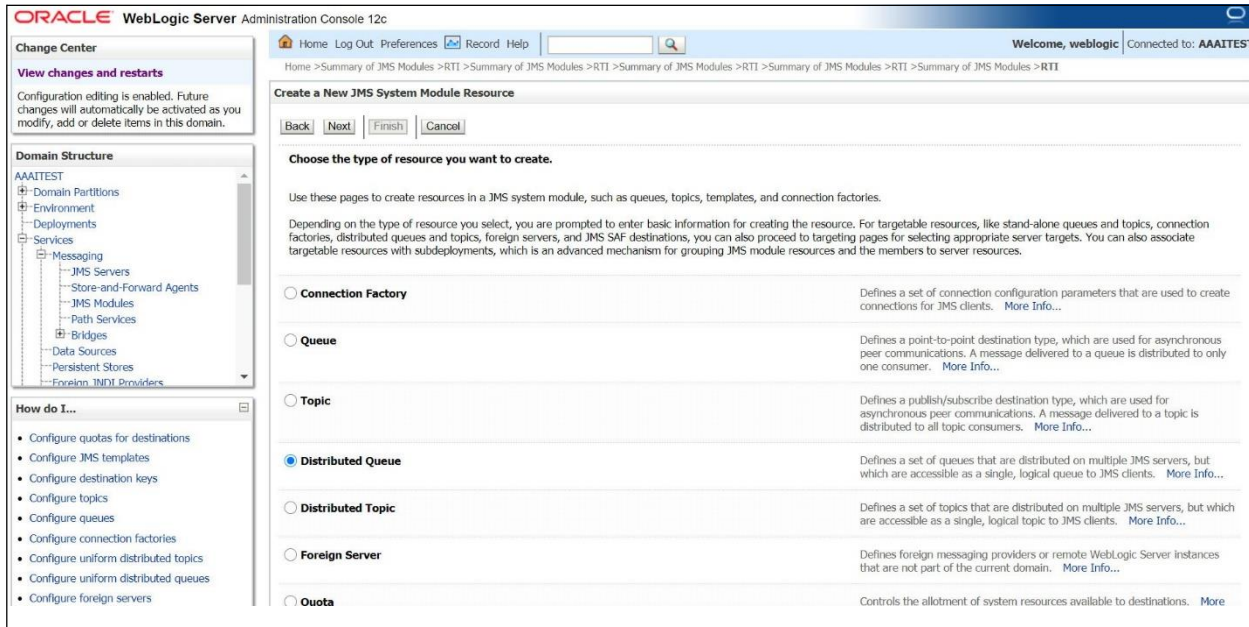 ORACLE WebLogic Server Administration Console 12c
Change Center
View changes and restarts
Configuration editing is enabled. Future
changes will automatically be activated as you
modify, add or delete items in this domain.
Domain Structure
AAAITEST
Domain Partitions
Environment
Deployments
Services
Messaging
JMS Servers
Store-and-Forward Agents
JMS Modules
Path Services
Bridges
Data Sources
Persistent Stores
Foreign JNDI Providers
How do I...
• Configure quotas for destinations
• Configure JMS templates
• Configure destination keys
• Configure topics
• Configure queues
• Configure connection factories
• Configure uniform distributed topics
• Configure uniform distributed queues
• Configure foreign servers
Home Log Out Preferences Record Help
Welcome, weblogic Connected to: AAAITEST
Home >Summary of JMS Modules >RTI >Summary of JMS Modules >RTI >Summary of JMS Modules >RTI >Summary of JMS Modules >RTI >Summary of JMS Modules >RTI
Create a New JMS System Module Resource
Back Next Finish Cancel
Choose the type of resource you want to create.
Use these pages to create resources in a JMS system module, such as queues, topics, templates, and connection factories.
Depending on the type of resource you select, you are prompted to enter basic information for creating the resource. For targetable resources, like stand-alone queues and topics, connection
factories, distributed queues and topics, foreign servers, and JMS SAF destinations, you can also proceed to targeting pages for selecting appropriate server targets. You can also associate
targetable resources with subdeployments, which is an advanced mechanism for grouping JMS module resources and the members to server resources.
Connection Factory
Defines a set of connection configuration parameters that are used to create
connections for JMS clients. More Info...
Queue
Defines a point-to-point destination type, which are used for asynchronous
peer communications. A message delivered to a queue is distributed to only
one consumer. More Info...
Topic
Defines a publish/subscribe destination type, which are used for
asynchronous peer communications. A message delivered to a topic is
distributed to all topic consumers. More Info...
Distributed Queue
Defines a set of queues that are distributed on multiple JMS servers, but
which are accessible as a single, logical queue to JMS clients. More Info...
Distributed Topic
Defines a set of topics that are distributed on multiple JMS servers, but which
are accessible as a single, logical topic to JMS clients. More Info...
Foreign Server
Defines foreign messaging providers or remote WebLogic Server instances
that are not part of the current domain. More Info...
Quota
Controls the allotment of system resources available to destinations. More